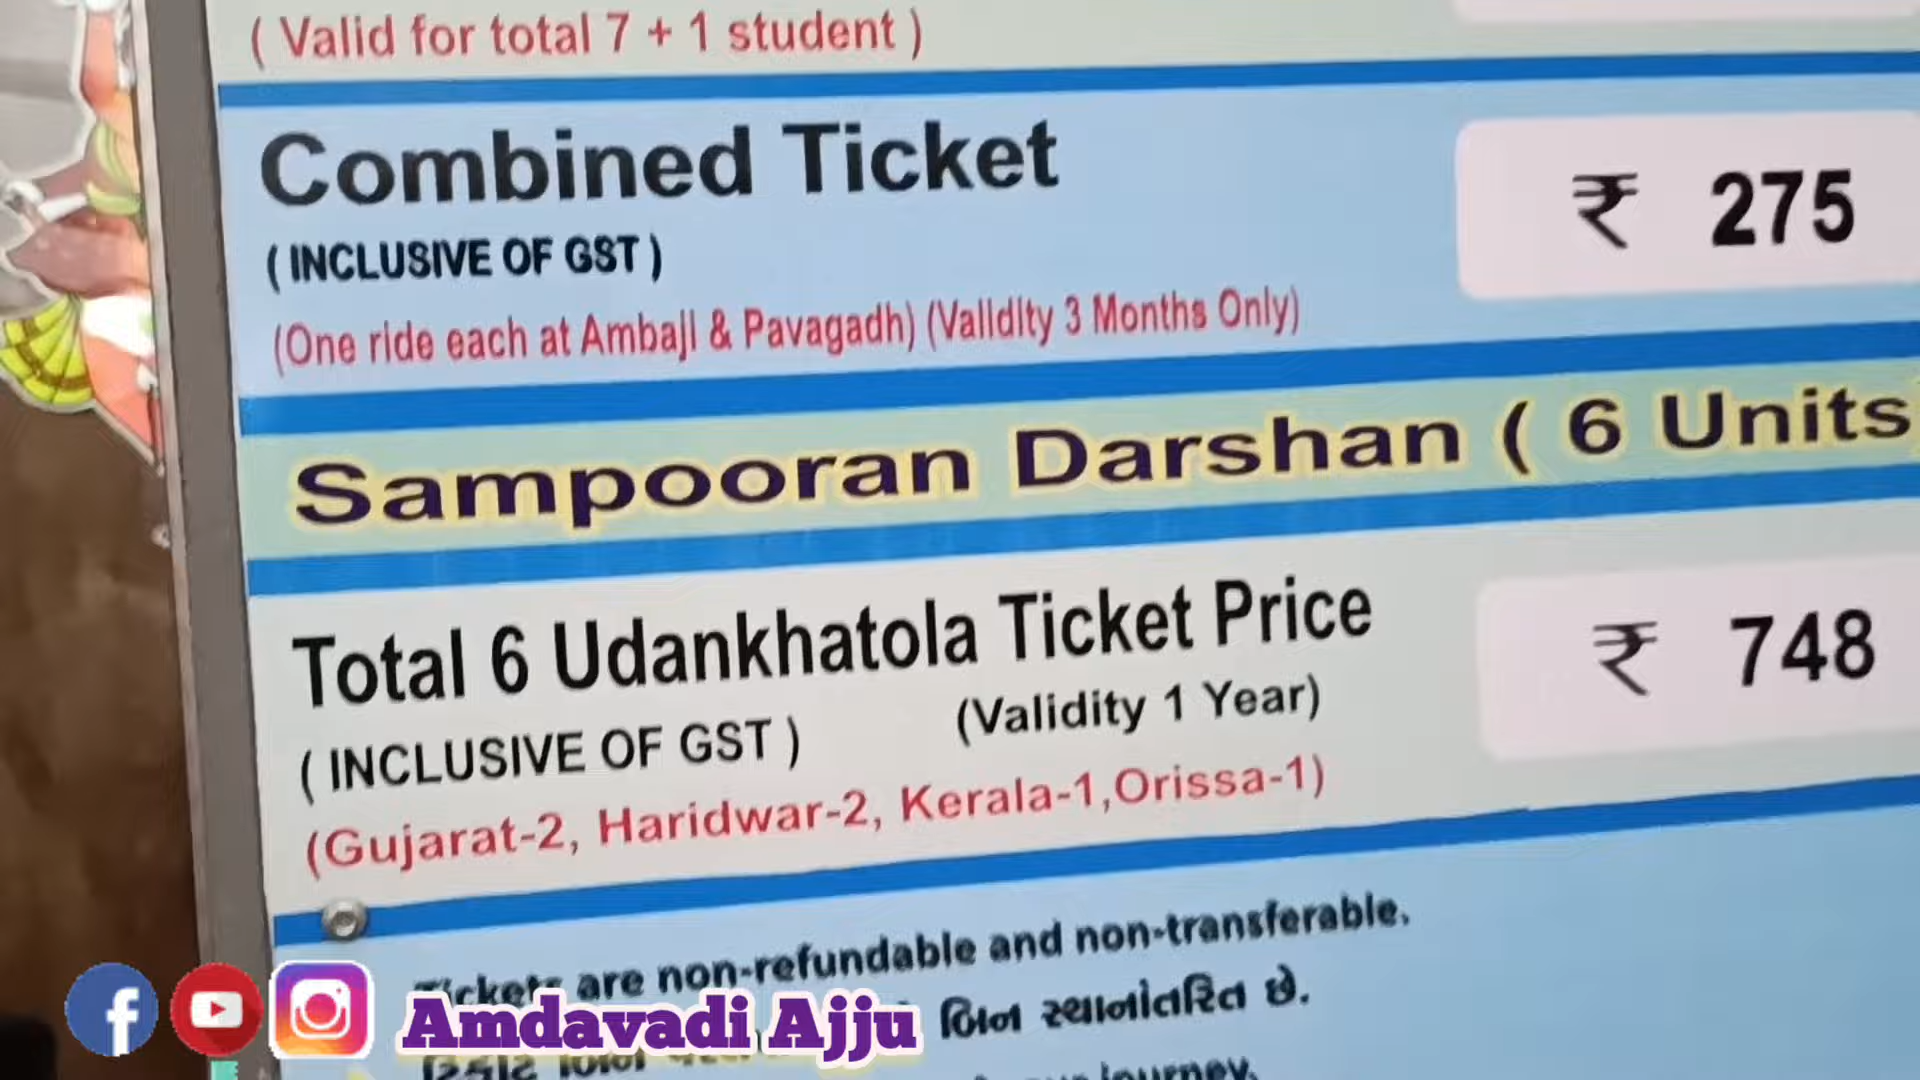 ( Valid for total 7 + 1 student )
Combined Ticket
₹ 275
( INCLUSIVE OF GST )
(One ride each at Ambaji & Pavagadh) (Validity 3 Months Only)
Sampooran Darshan ( 6 Units)
Total 6 Udankhatola Ticket Price
₹ 748
( INCLUSIVE OF GST ) (Validity 1 Year)
(Gujarat-2, Haridwar-2, Kerala-1,Orissa-1)
Tickets are non-refundable and non-transferable.
બિન સ્થાનાંતરિત છે.
Amdavadi Ajju
journey.